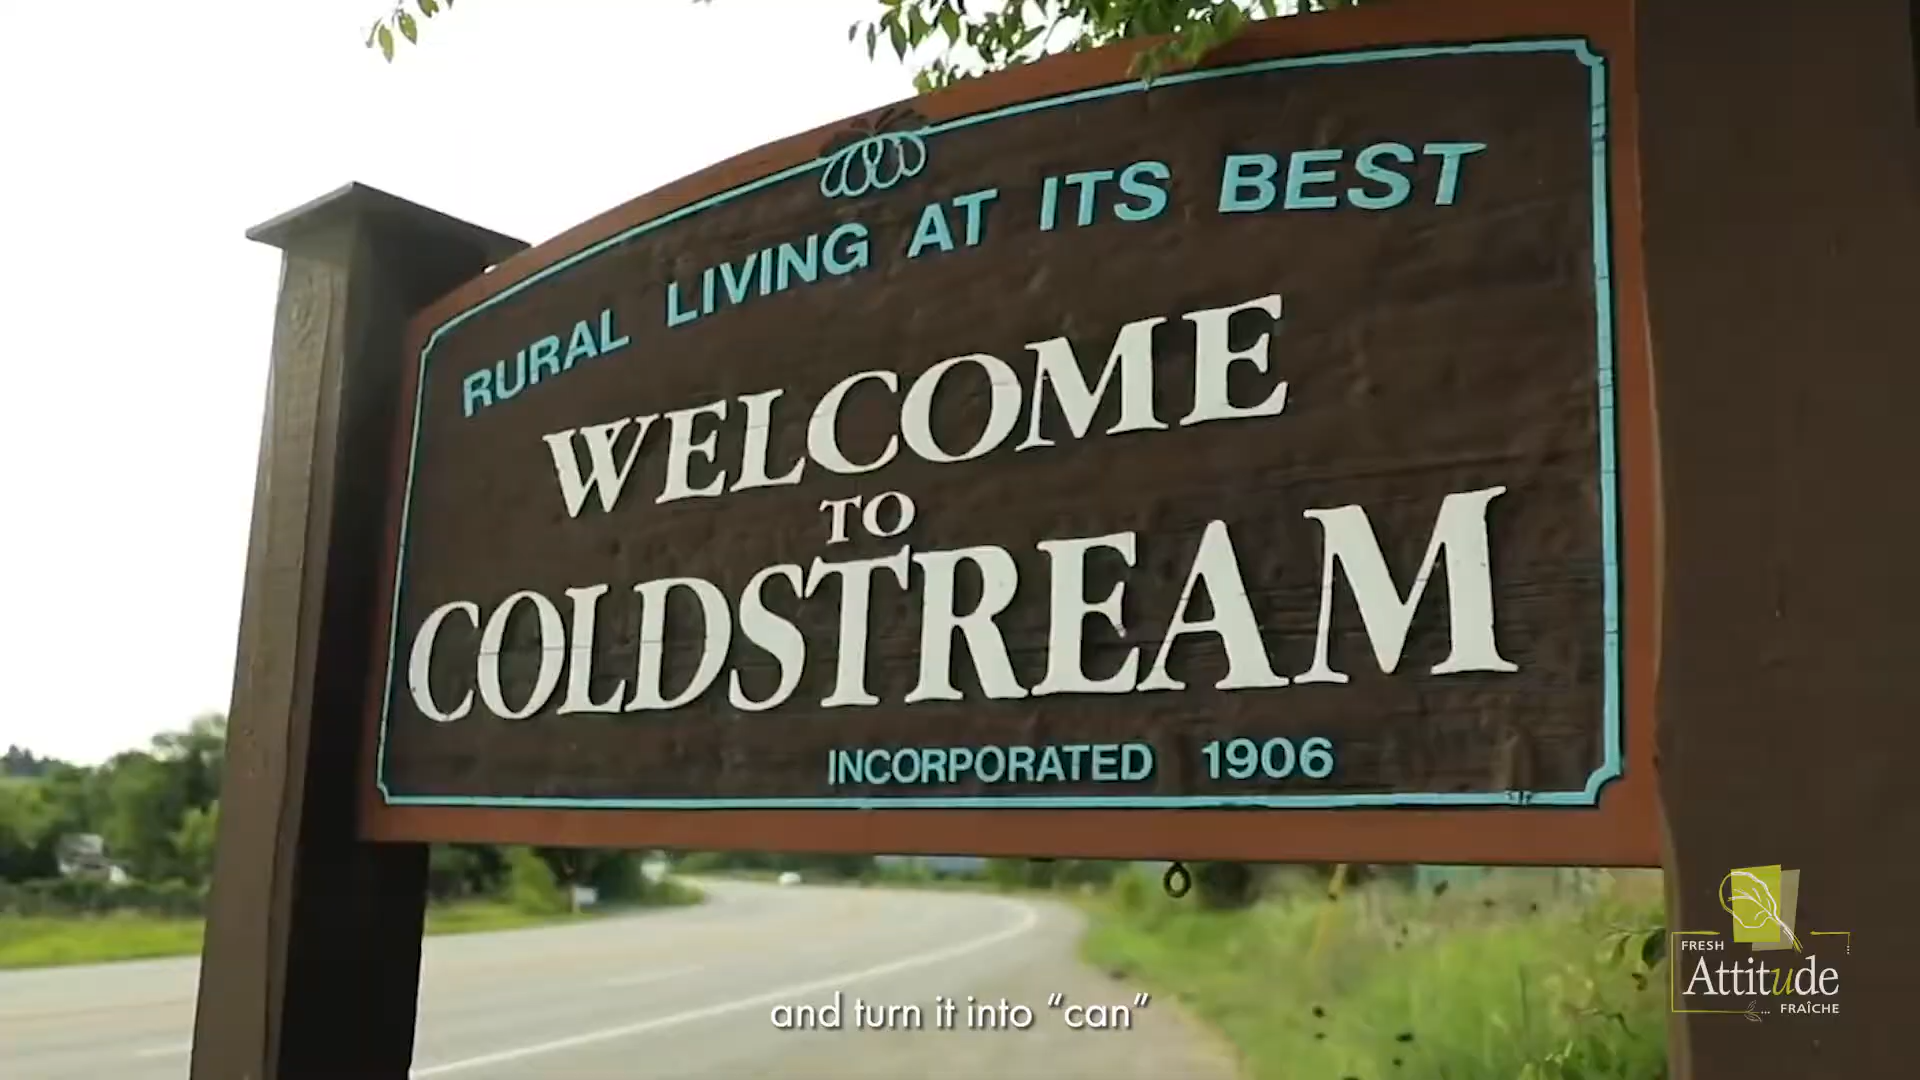 RURAL LIVING AT ITS BEST
WELCOME
TO
COLDSTREAM
INCORPORATED 1906
and turn it into “can”
FRESH
Attitude
... FRAÎCHE